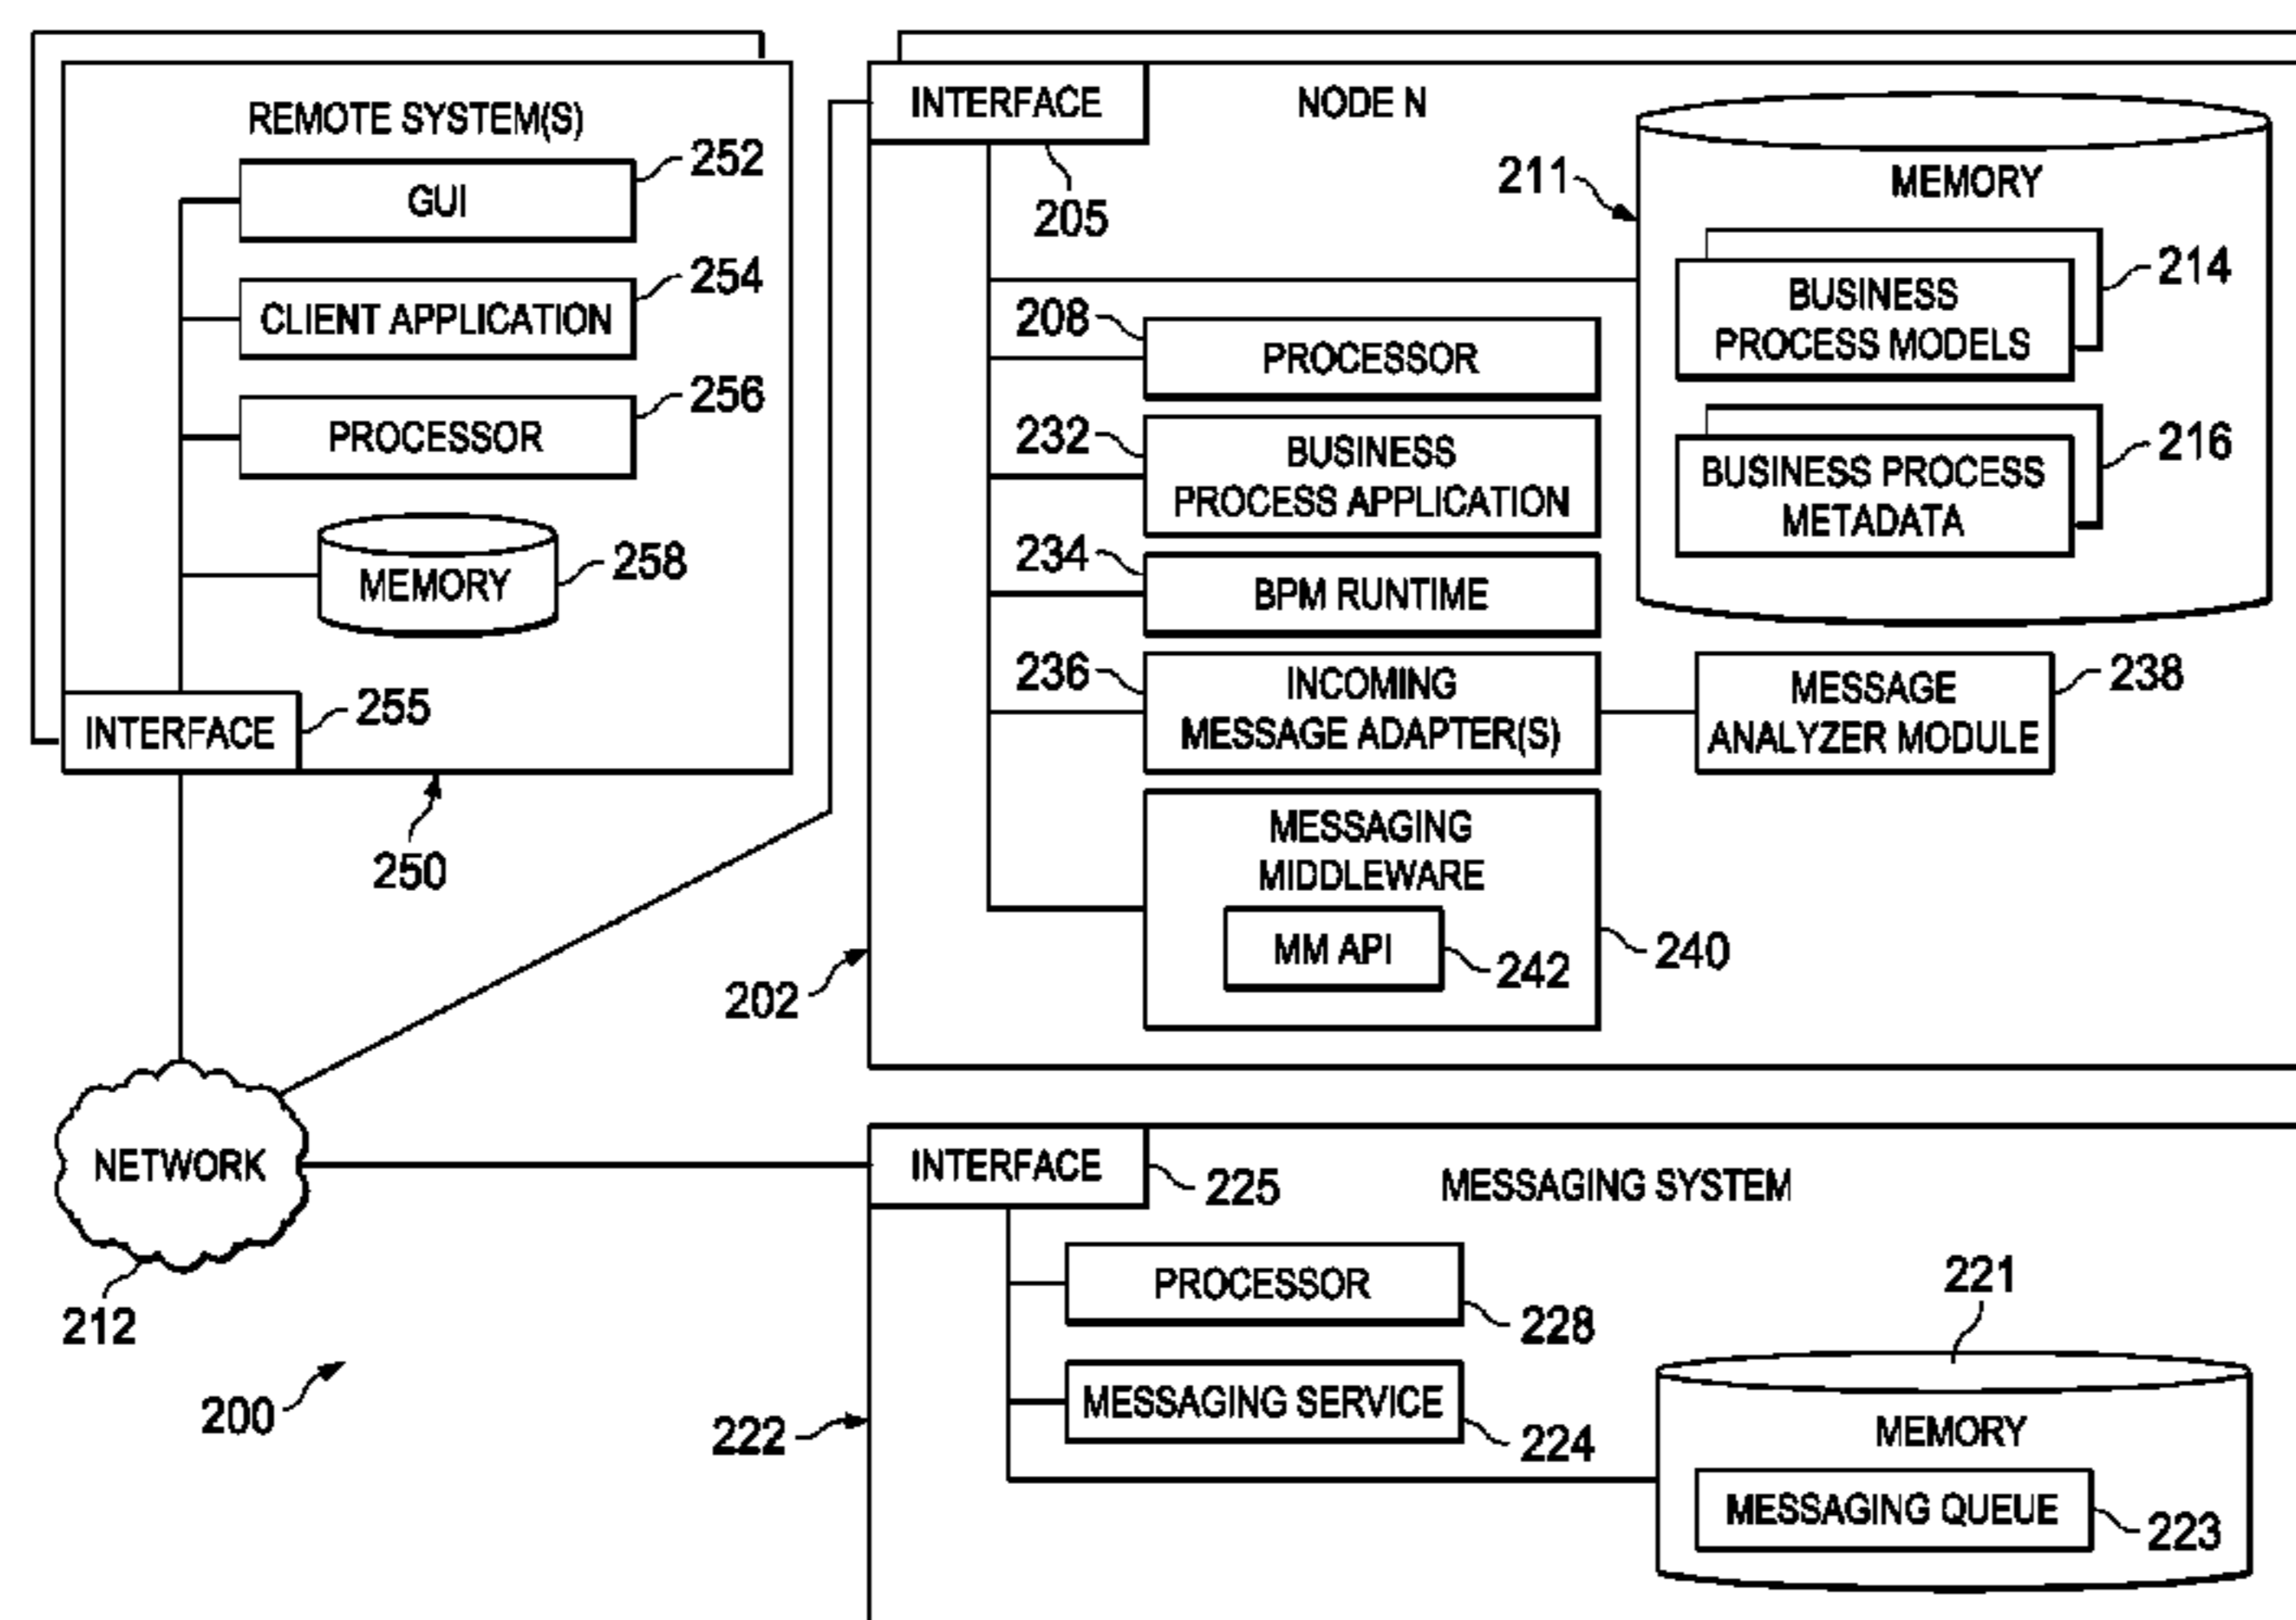 REMOTE SYSTEM(S)
252
GUI
254
CLIENT APPLICATION
256
PROCESSOR
258
MEMORY
255
INTERFACE
250
INTERFACE
NODE N
205
211
MEMORY
214
BUSINESS
PROCESS MODELS
216
BUSINESS PROCESS
METADATA
208
PROCESSOR
232
BUSINESS
PROCESS APPLICATION
234
BPM RUNTIME
236
INCOMING
MESSAGE ADAPTER(S)
238
MESSAGE
ANALYZER MODULE
MESSAGING
MIDDLEWARE
MM API
242
240
202
NETWORK
212
200
INTERFACE
225
MESSAGING SYSTEM
PROCESSOR
228
MESSAGING SERVICE
224
222
221
MEMORY
MESSAGING QUEUE
223